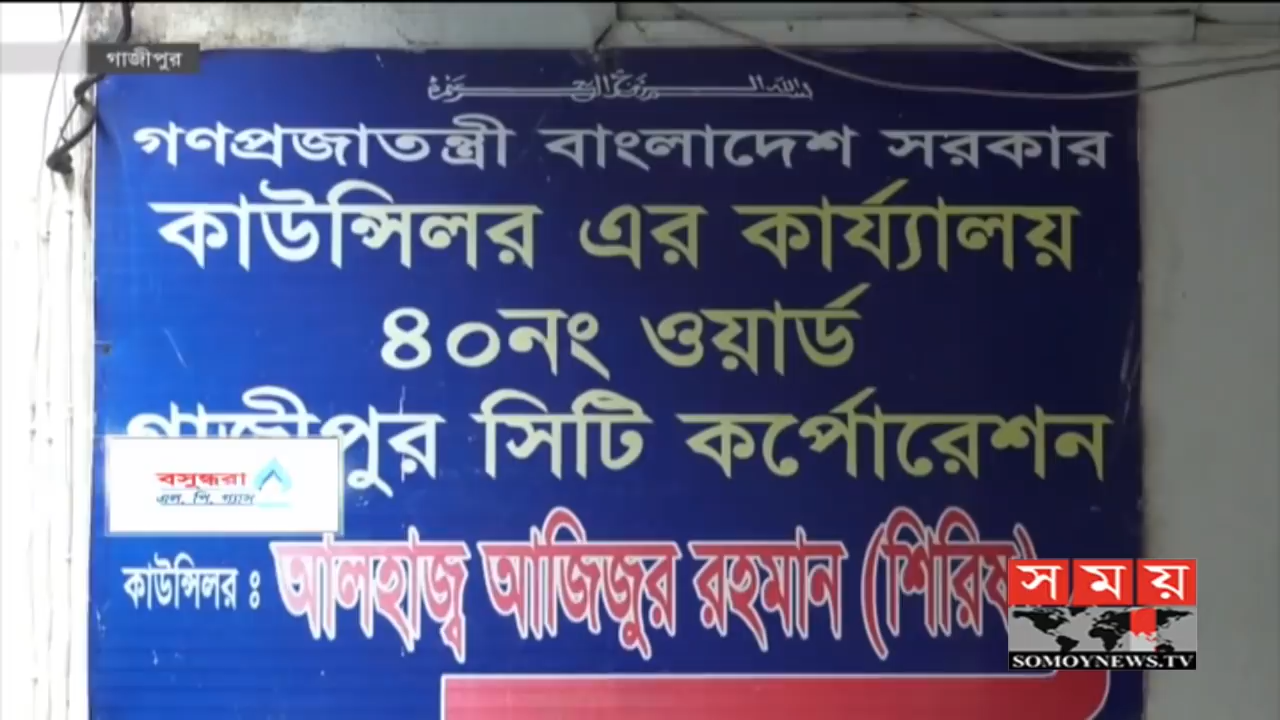 গাজীপুর
গণপ্রজাতন্ত্রী বাংলাদেশ সরকার
কাউন্সিলর এর কার্য্যালয়
৪০নং ওয়ার্ড
গাজীপুর সিটি কর্পোরেশন
বসুন্ধরা
এল. পি. গ্যাস
কাউন্সিলর ঃ আলহাজ্ব আজিজুর রহমান (শিরিষ)
সময়
SOMOYNEWS.TV